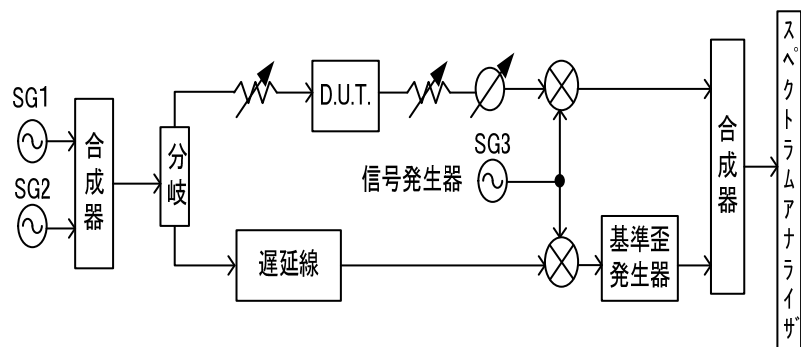 SG1
SG2
合成器
分岐
D.U.T.
SG3
信号発生器
遅延線
基準歪
発生器
合成器
スペクトラムアナライザ